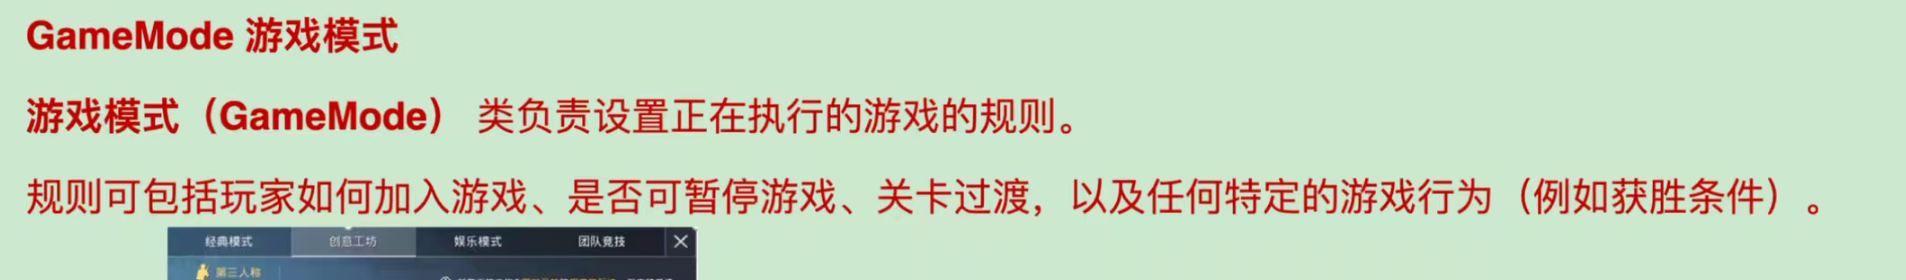 GameMode 游戏模式
游戏模式（GameMode） 类负责设置正在执行的游戏的规则。
规则可包括玩家如何加入游戏、是否可暂停游戏、关卡过渡，以及任何特定的游戏行为（例如获胜条件）。
经典模式 创意工坊 娱乐模式 团队竞技
第三人称